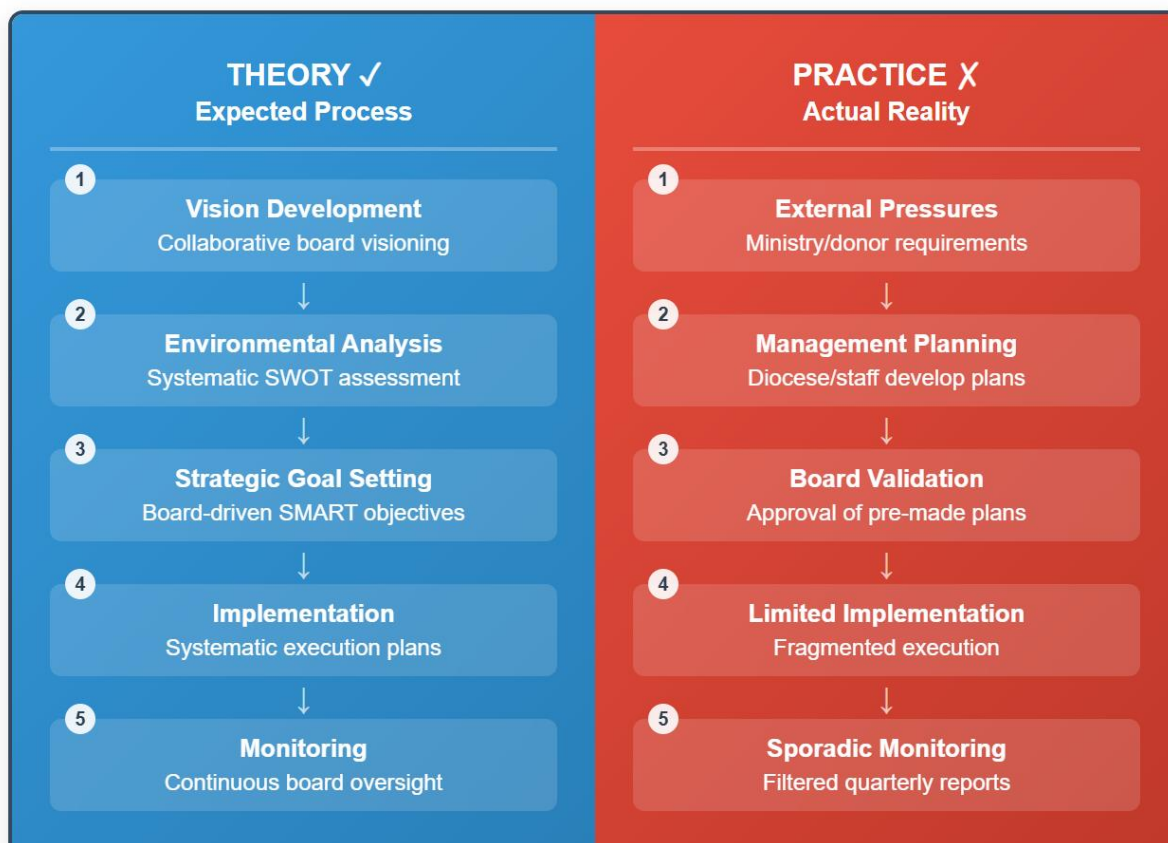 THEORY ✓
Expected Process
1
Vision Development
Collaborative board visioning
↓
2
Environmental Analysis
Systematic SWOT assessment
↓
3
Strategic Goal Setting
Board-driven SMART objectives
↓
4
Implementation
Systematic execution plans
↓
5
Monitoring
Continuous board oversight
PRACTICE ✗
Actual Reality
1
External Pressures
Ministry/donor requirements
↓
2
Management Planning
Diocese/staff develop plans
↓
3
Board Validation
Approval of pre-made plans
↓
4
Limited Implementation
Fragmented execution
↓
5
Sporadic Monitoring
Filtered quarterly reports